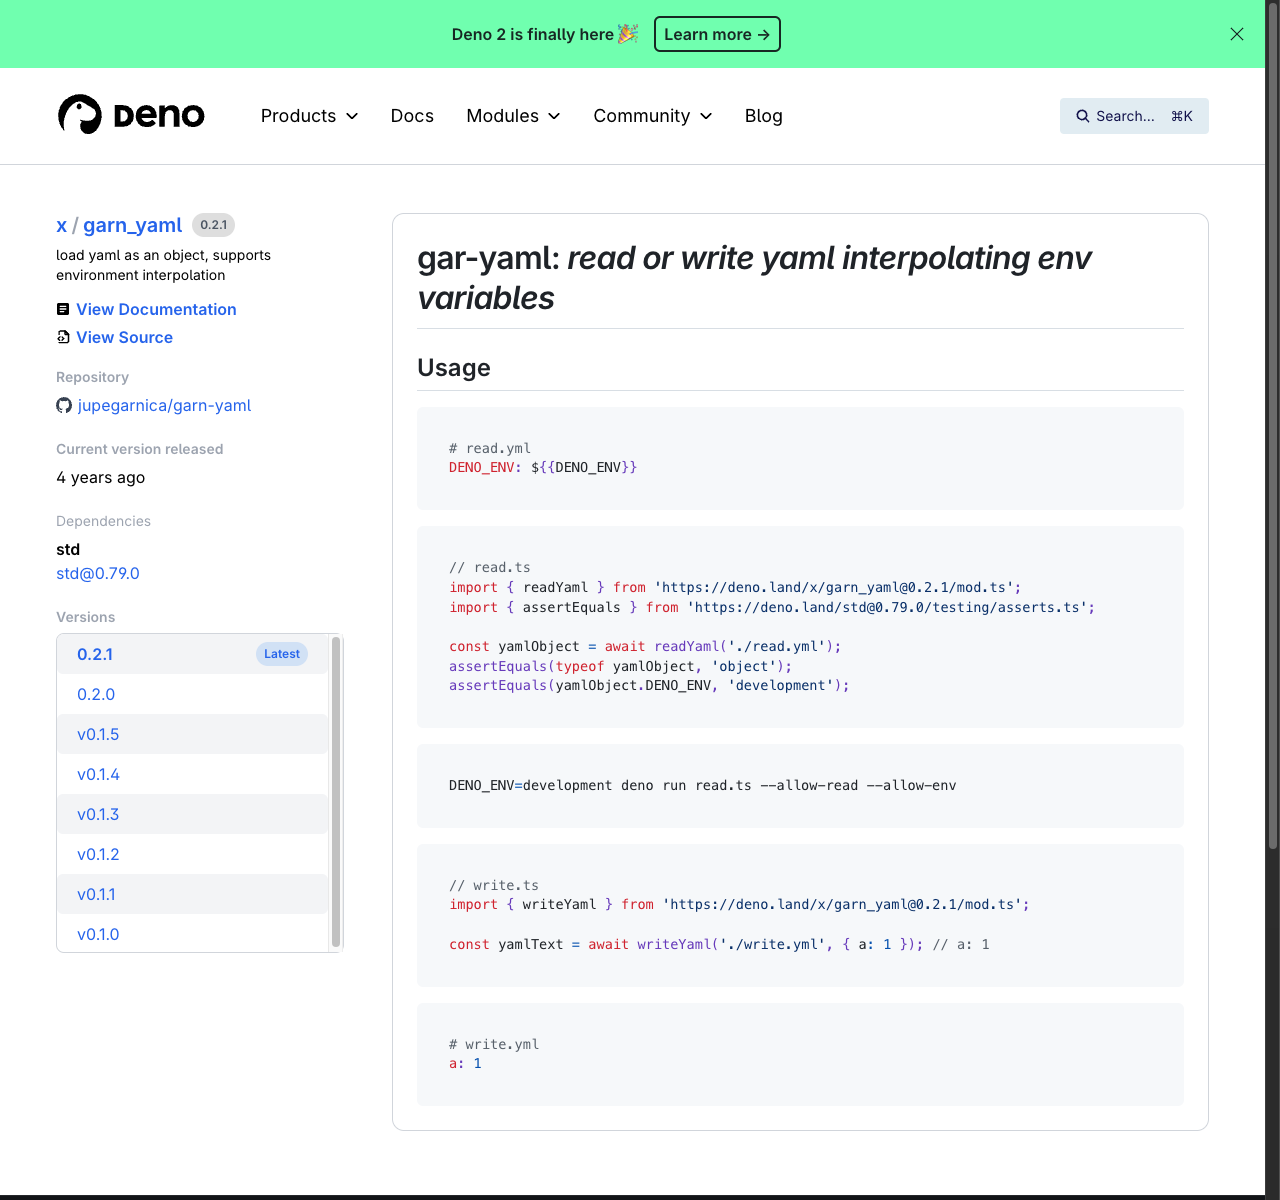 Deno 2 is finally here 🎉 Learn more →
DENO Products Docs Modules Community Blog Search... ⌘K
x / garn_yaml 0.2.1
load yaml as an object, supports
environment interpolation
View Documentation
View Source
Repository
jupegarnica/garn-yaml
Current version released
4 years ago
Dependencies
std
std@0.79.0
Versions
0.2.1 Latest
0.2.0
v0.1.5
v0.1.4
v0.1.3
v0.1.2
v0.1.1
v0.1.0
gar-yaml: read or write yaml interpolating env
variables
Usage
# read.yml
DENO_ENV: ${{DENO_ENV}}
// read.ts
import { readYaml } from 'https://deno.land/x/garn_yaml@0.2.1/mod.ts';
import { assertEquals } from 'https://deno.land/std@0.79.0/testing/asserts.ts';
const yamlObject = await readYaml('./read.yml');
assertEquals(typeof yamlObject, 'object');
assertEquals(yamlObject.DENO_ENV, 'development');
DENO_ENV=development deno run read.ts --allow-read --allow-env
// write.ts
import { writeYaml } from 'https://deno.land/x/garn_yaml@0.2.1/mod.ts';
const yamlText = await writeYaml('./write.yml', { a: 1 }); // a: 1
# write.yml
a: 1